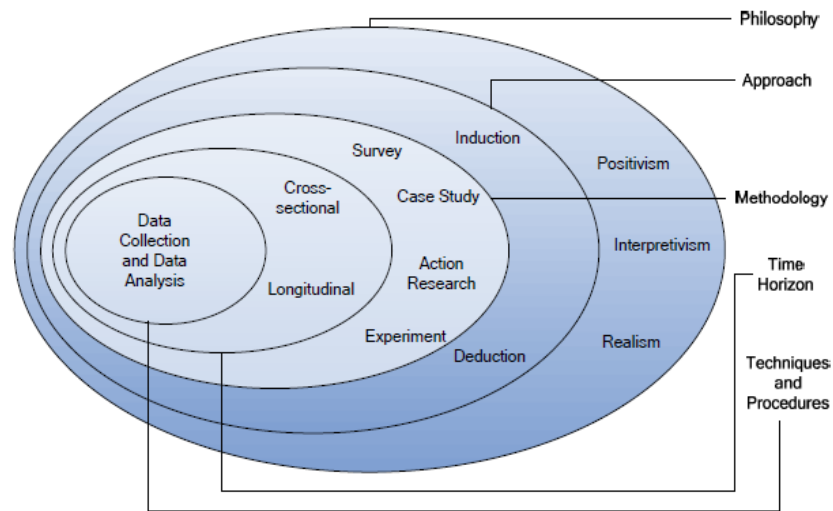 Philosophy
Approach
Induction
Survey
Positivism
Cross-
sectional
Case Study
Methodology
Data
Collection
and Data
Analysis
Interpretivism
Time
Horizon
Action
Research
Longitudinal
Experiment
Deduction
Realism
Techniques
and
Procedures